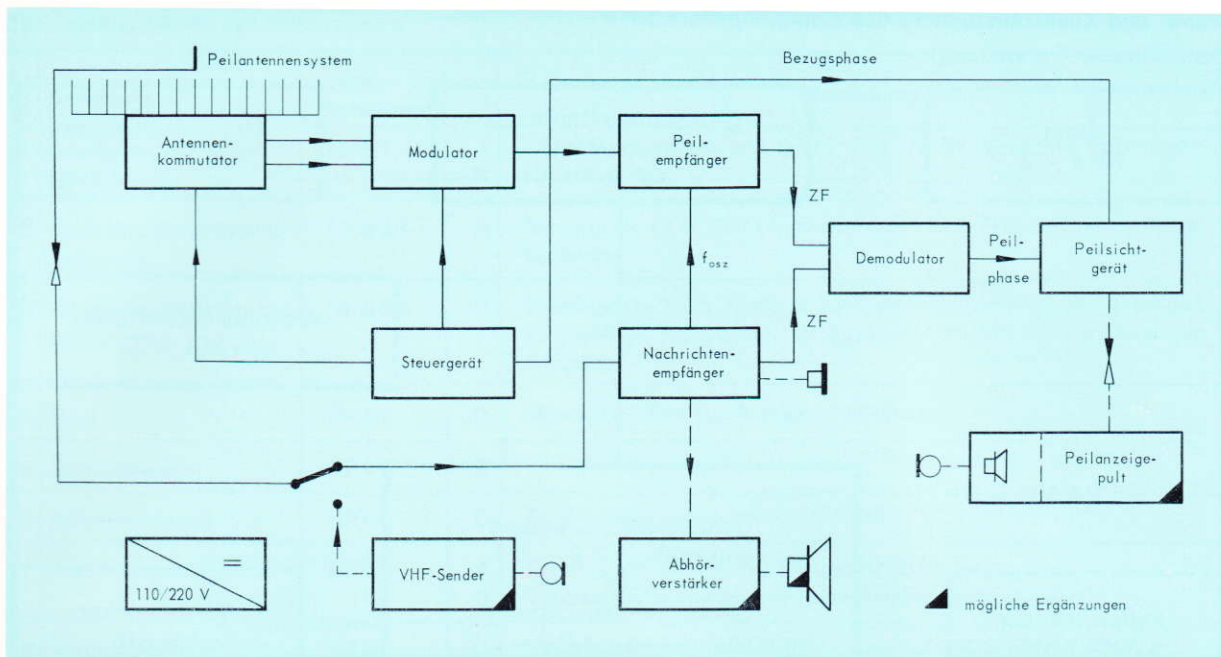 Peilantennensystem
Bezugsphase
Antennen-
kommutator
Modulator
Peil-
empfänger
ZF
Demodulator
Peil-
phase
Peilsicht-
gerät
f osz
ZF
Steuergerät
Nachrichten-
empfänger
Peilanzeige-
pult
110/220 V
VHF-Sender
Abhör-
verstärker
mögliche Ergänzungen